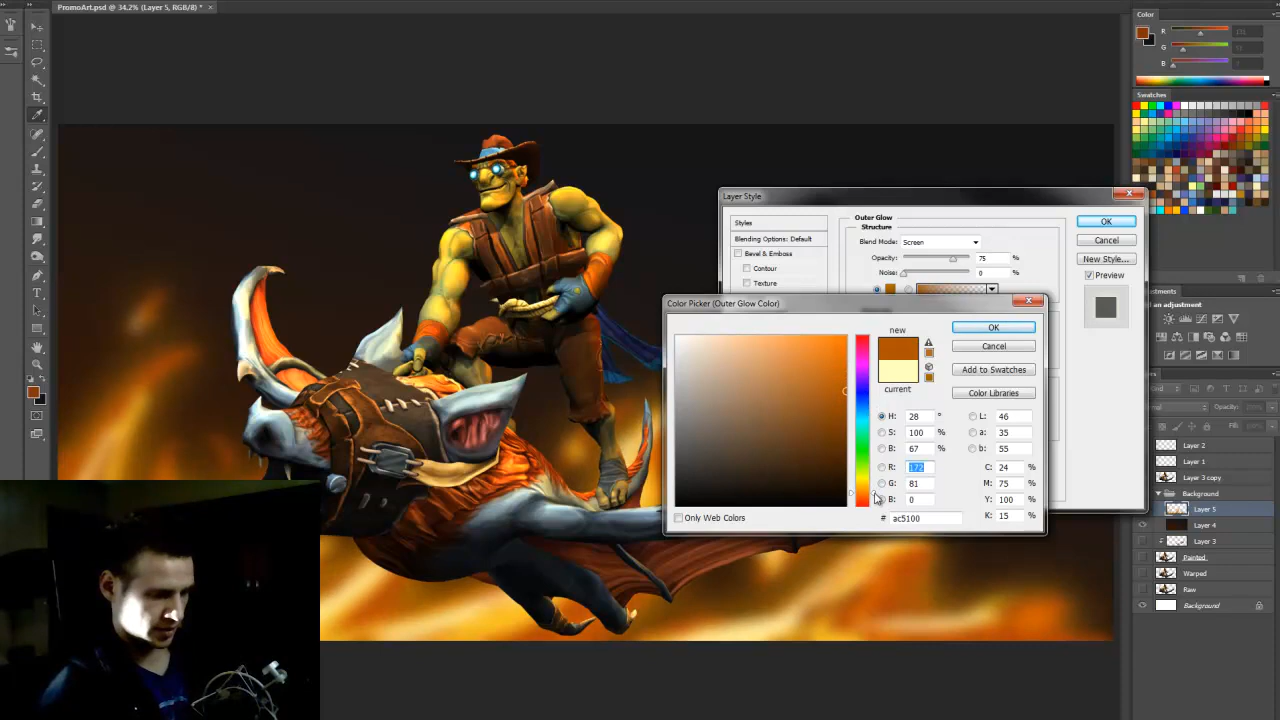 PromoArt.psd @ 34.2% (Layer 5, RGB/8) * ×
Color
R
G
B
Swatches
Layer Style
Styles
Blending Options: Default
Bevel & Emboss
Contour
Texture
Outer Glow
Structure
Blend Mode: Screen
Opacity: 75 %
Noise: 0 %
OK
Cancel
New Style...
Preview
Color Picker (Outer Glow Color)
new
current
OK
Cancel
Add to Swatches
Color Libraries
H: 28 °
S: 100 %
B: 67 %
R: 172
G: 81
B: 0
# ac5100
L: 46
a: 35
b: 55
C: 24 %
M: 75 %
Y: 100 %
K: 15 %
Only Web Colors
an adjustment
Opacity:
Fill:
Layer 2
Layer 1
Layer 3 copy
Background
Layer 5
Layer 4
Layer 3
Painted
Warped
Raw
Background